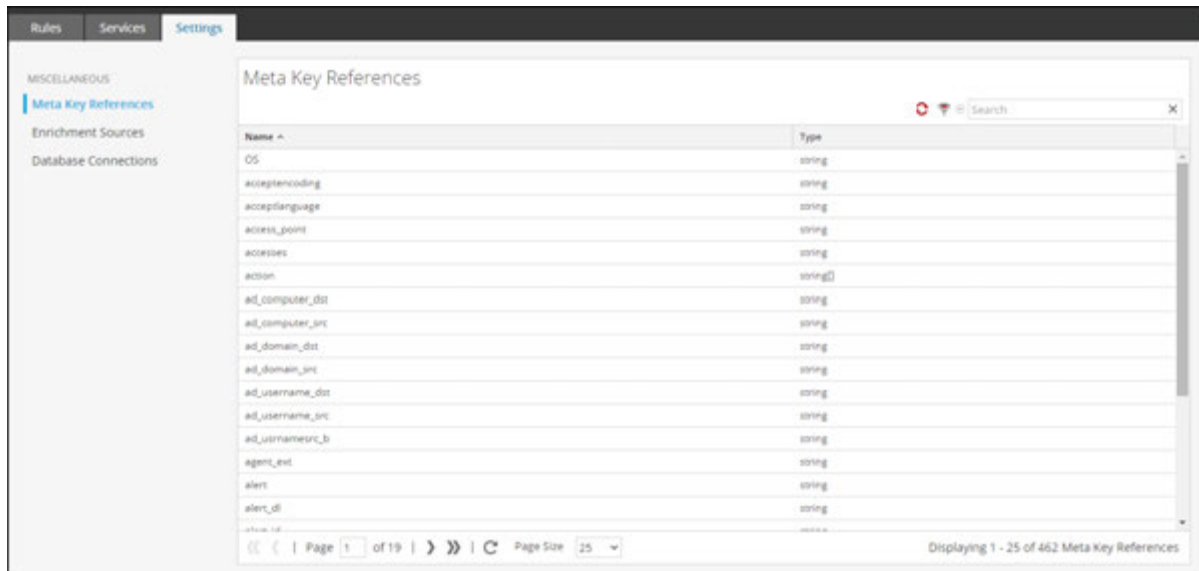 Rules Services Settings
MISCELLANEOUS
Meta Key References
Enrichment Sources
Database Connections
Meta Key References
Search
Name Type
OS string
acceptencoding string
acceptlanguage string
access_point string
accesses string
action string[]
ad_computer_dst string
ad_computer_src string
ad_domain_dst string
ad_domain_src string
ad_username_dst string
ad_username_src string
ad_usrnamesrc_b string
agent_evt string
alert string
alert_dl string
Page 1 of 19 Page Size 25
Displaying 1 - 25 of 462 Meta Key References